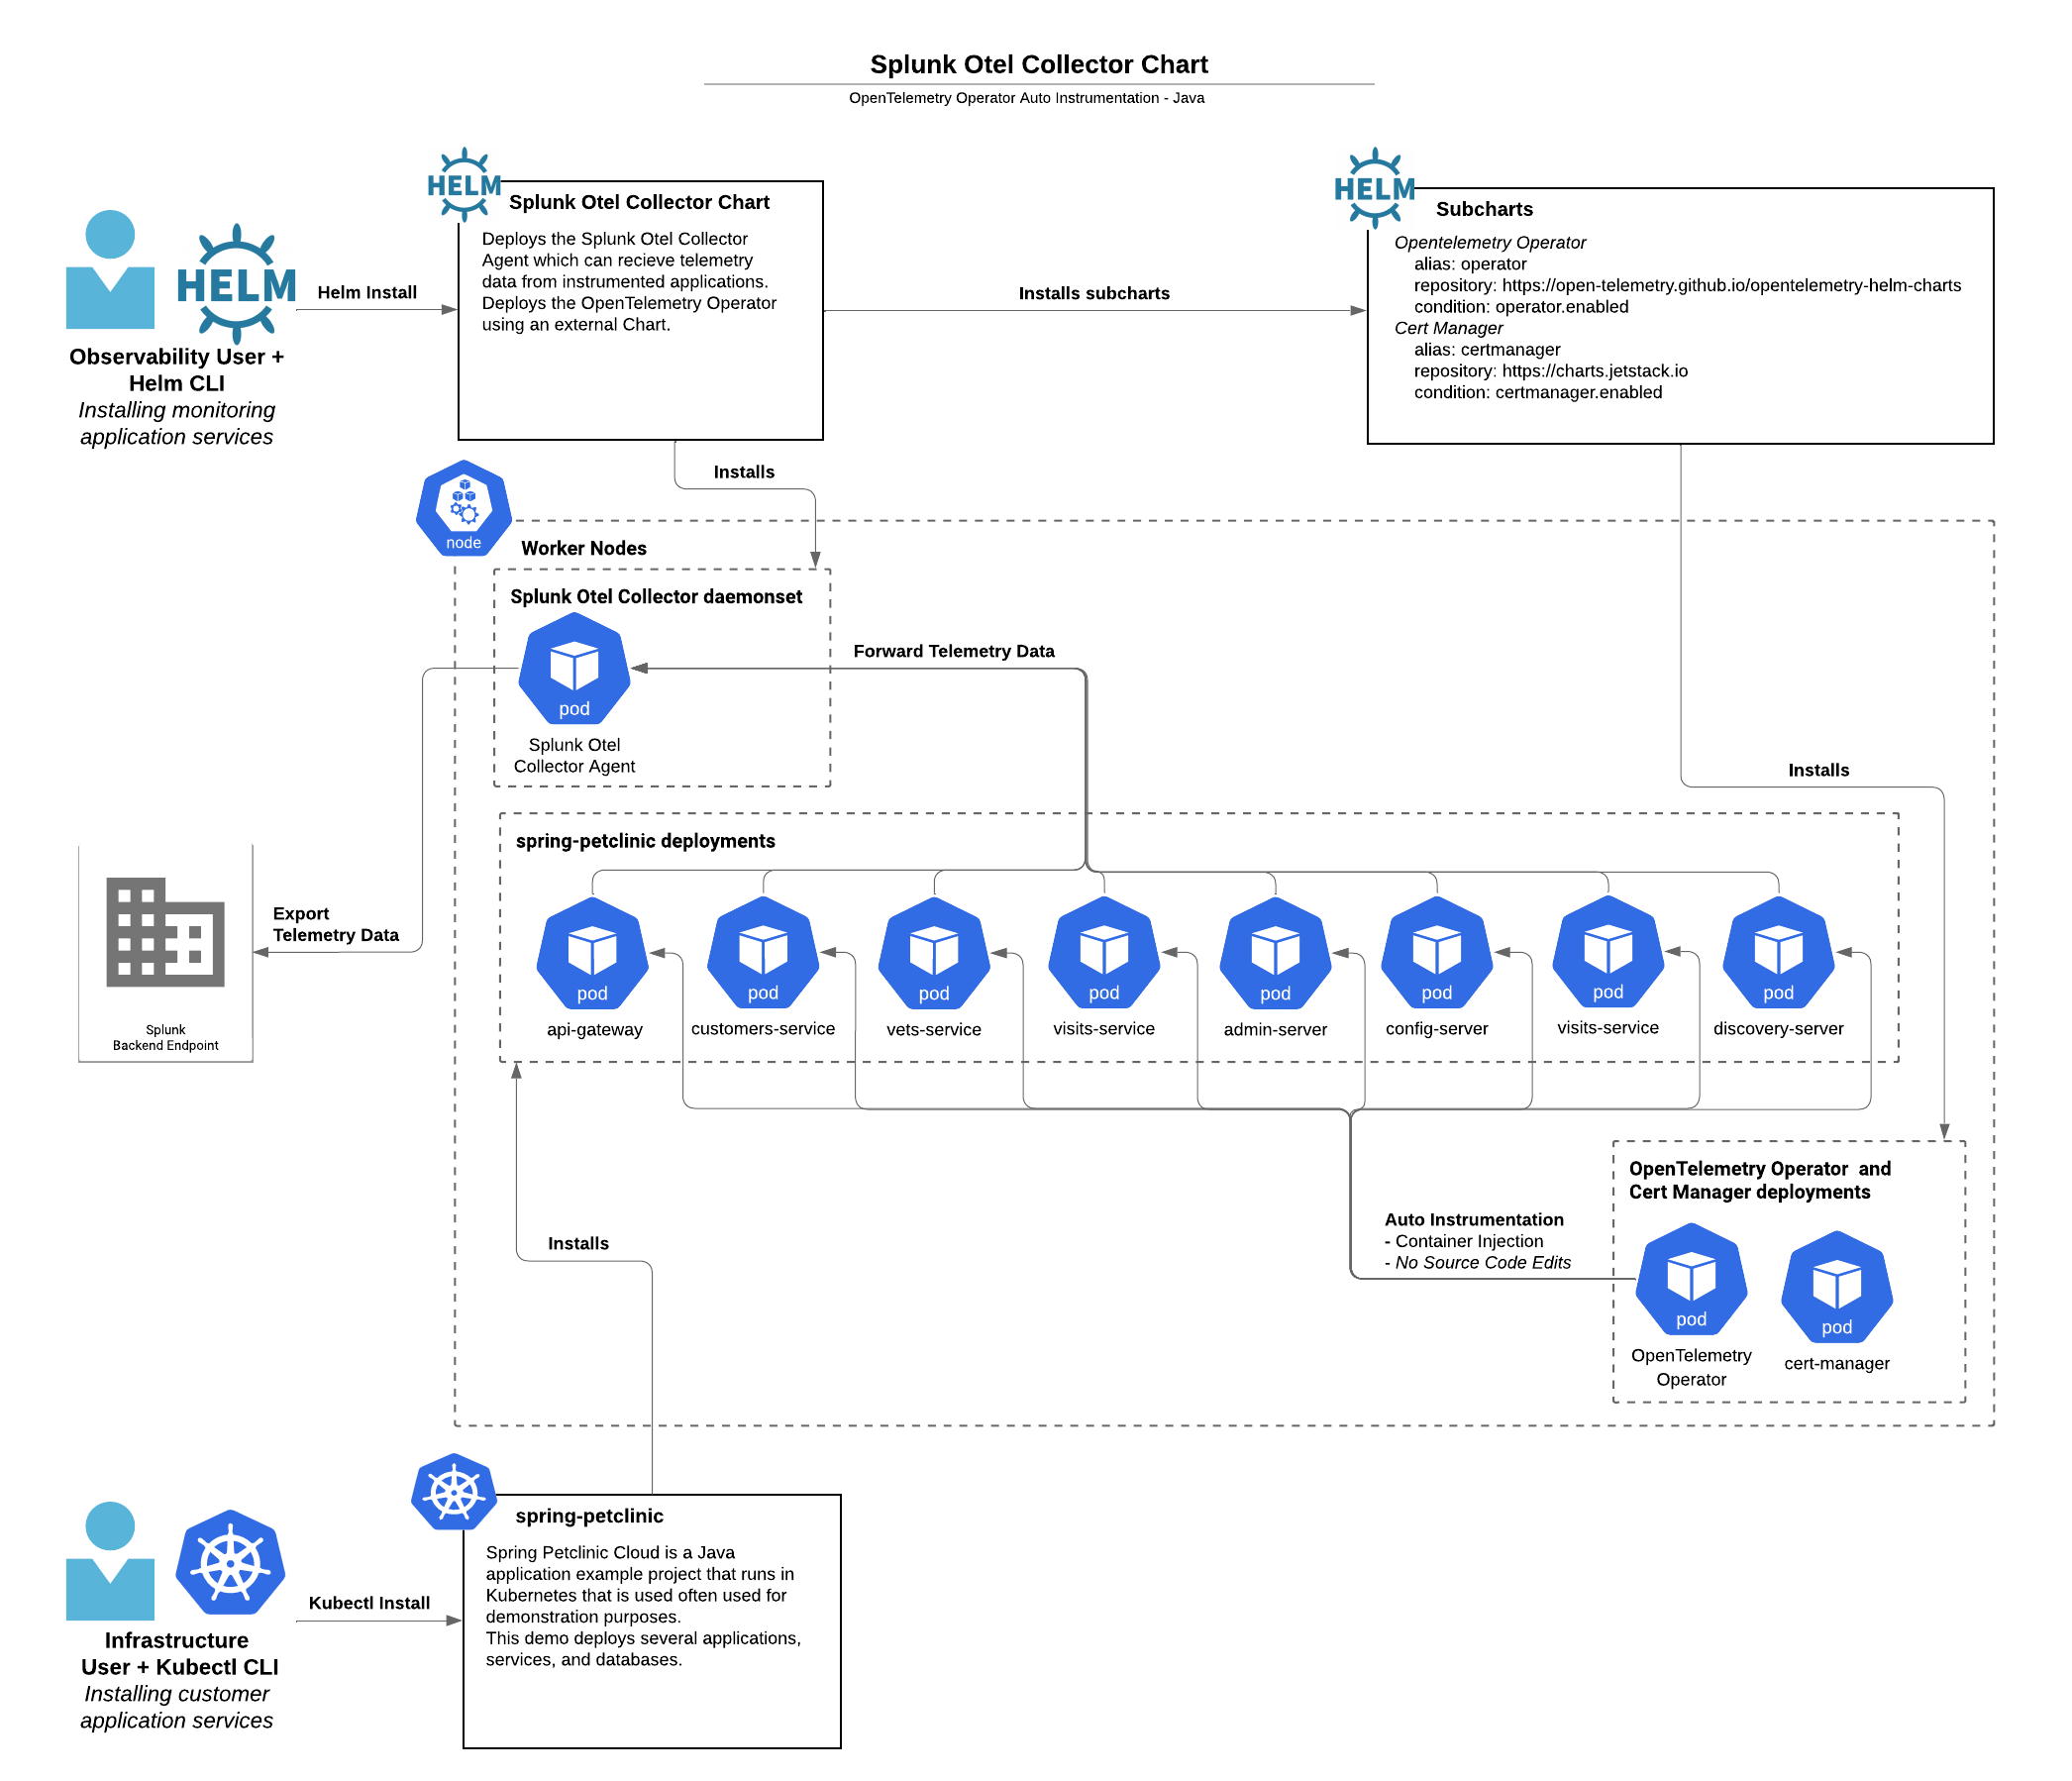 Splunk Otel Collector Chart
OpenTelemetry Operator Auto Instrumentation - Java
HELM
Observability User +
Helm CLI
Installing monitoring
application services
Helm Install
HELM
Splunk Otel Collector Chart
Deploys the Splunk Otel Collector
Agent which can recieve telemetry
data from instrumented applications.
Deploys the OpenTelemetry Operator
using an external Chart.
Installs subcharts
HELM
Subcharts
Opentelemetry Operator
alias: operator
repository: https://open-telemetry.github.io/opentelemetry-helm-charts
condition: operator.enabled
Cert Manager
alias: certmanager
repository: https://charts.jetstack.io
condition: certmanager.enabled
Installs
node
Worker Nodes
Splunk Otel Collector daemonset
pod
Splunk Otel
Collector Agent
Forward Telemetry Data
Installs
Export
Telemetry Data
Splunk
Backend Endpoint
spring-petclinic deployments
pod
api-gateway
pod
customers-service
pod
vets-service
pod
visits-service
pod
admin-server
pod
config-server
pod
visits-service
pod
discovery-server
OpenTelemetry Operator and
Cert Manager deployments
Auto Instrumentation
- Container Injection
- No Source Code Edits
pod
OpenTelemetry
Operator
pod
cert-manager
Installs
Infrastructure
User + Kubectl CLI
Installing customer
application services
Kubectl Install
spring-petclinic
Spring Petclinic Cloud is a Java
application example project that runs in
Kubernetes that is used often used for
demonstration purposes.
This demo deploys several applications,
services, and databases.